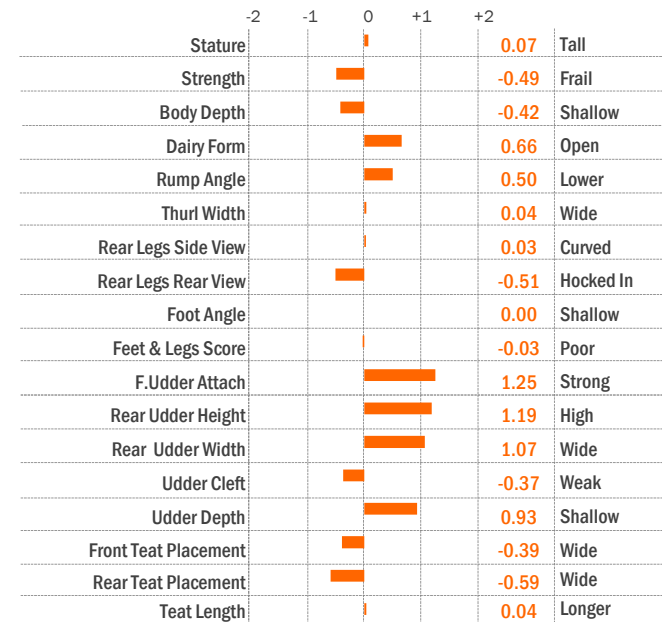 -2 -1 0 +1 +2
Stature 0.07 Tall
Strength -0.49 Frail
Body Depth -0.42 Shallow
Dairy Form 0.66 Open
Rump Angle 0.50 Lower
Thurl Width 0.04 Wide
Rear Legs Side View 0.03 Curved
Rear Legs Rear View -0.51 Hocked In
Foot Angle 0.00 Shallow
Feet & Legs Score -0.03 Poor
F.Udder Attach 1.25 Strong
Rear Udder Height 1.19 High
Rear Udder Width 1.07 Wide
Udder Cleft -0.37 Weak
Udder Depth 0.93 Shallow
Front Teat Placement -0.39 Wide
Rear Teat Placement -0.59 Wide
Teat Length 0.04 Longer